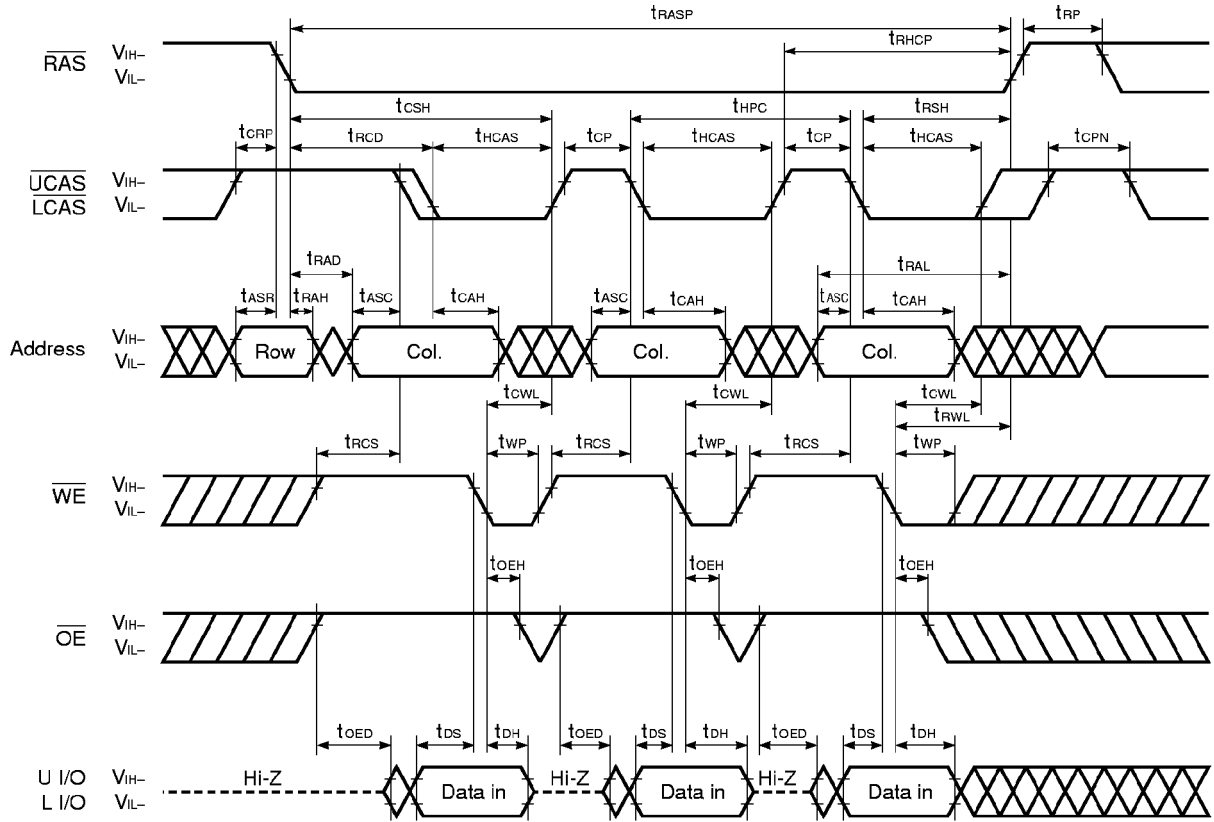 tRASP tRP
tRHCP
RAS VIH–
VIL–
tCSH tHPC tRSH
tCRP tRCD tHCAS tCP tHCAS tCP tHCAS tCPN
UCAS VIH–
LCAS VIL–
tRAD tRAL
tASR tRAH tASC tCAH tASC tCAH tASC tCAH
Address VIH–
VIL–
Row Col. Col. Col.
tCWL tCWL tCWL
tRWL
tRCS tWP tRCS tWP tRCS tWP
WE VIH–
VIL–
tOEH tOEH tOEH
OE VIH–
VIL–
tOED tDS tDH tOED tDS tDH tOED tDS tDH
U I/O VIH–
L I/O VIL–
Hi-Z Data in Hi-Z Data in Hi-Z Data in